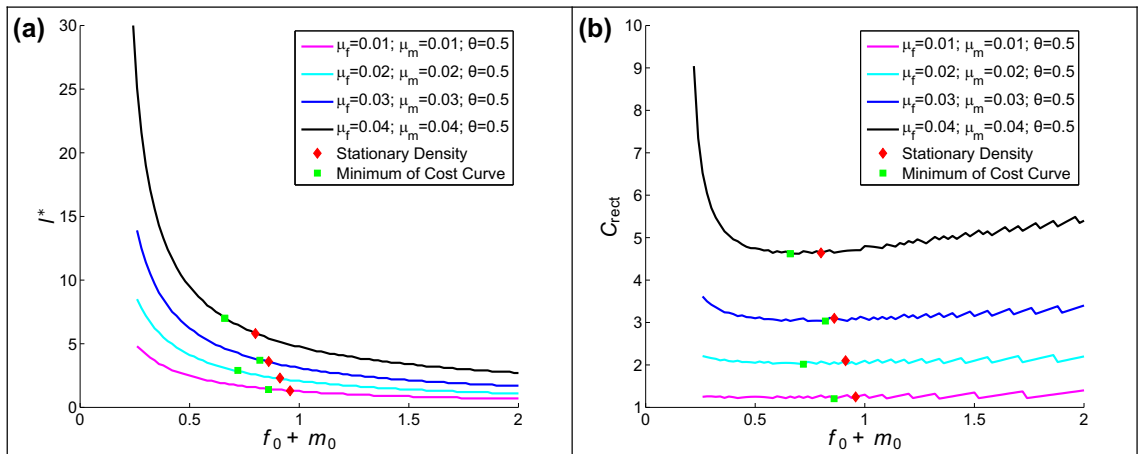 (a)
30
25
20
15
10
5
0
l*
0
0.5
1
1.5
2
f0 + m0
μf=0.01; μm=0.01; θ=0.5
μf=0.02; μm=0.02; θ=0.5
μf=0.03; μm=0.03; θ=0.5
μf=0.04; μm=0.04; θ=0.5
Stationary Density
Minimum of Cost Curve
(b)
10
9
8
7
6
5
4
3
2
1
Crect
0
0.5
1
1.5
2
f0 + m0
μf=0.01; μm=0.01; θ=0.5
μf=0.02; μm=0.02; θ=0.5
μf=0.03; μm=0.03; θ=0.5
μf=0.04; μm=0.04; θ=0.5
Stationary Density
Minimum of Cost Curve